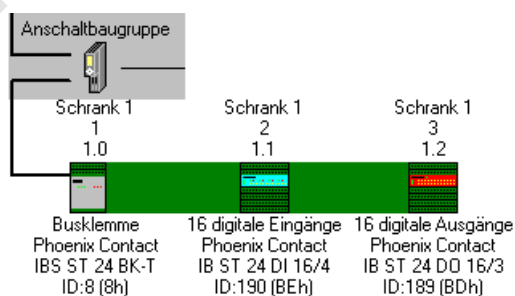 Anschaltbaugruppe
Schrank 1
1
1.0
Schrank 1
2
1.1
Schrank 1
3
1.2
Busklemme
Phoenix Contact
IBS ST 24 BK-T
ID:8 (8h)
16 digitale Eingänge
Phoenix Contact
IB ST 24 DI 16/4
ID:190 (BEh)
16 digitale Ausgänge
Phoenix Contact
IB ST 24 DO 16/3
ID:189 (BDh)